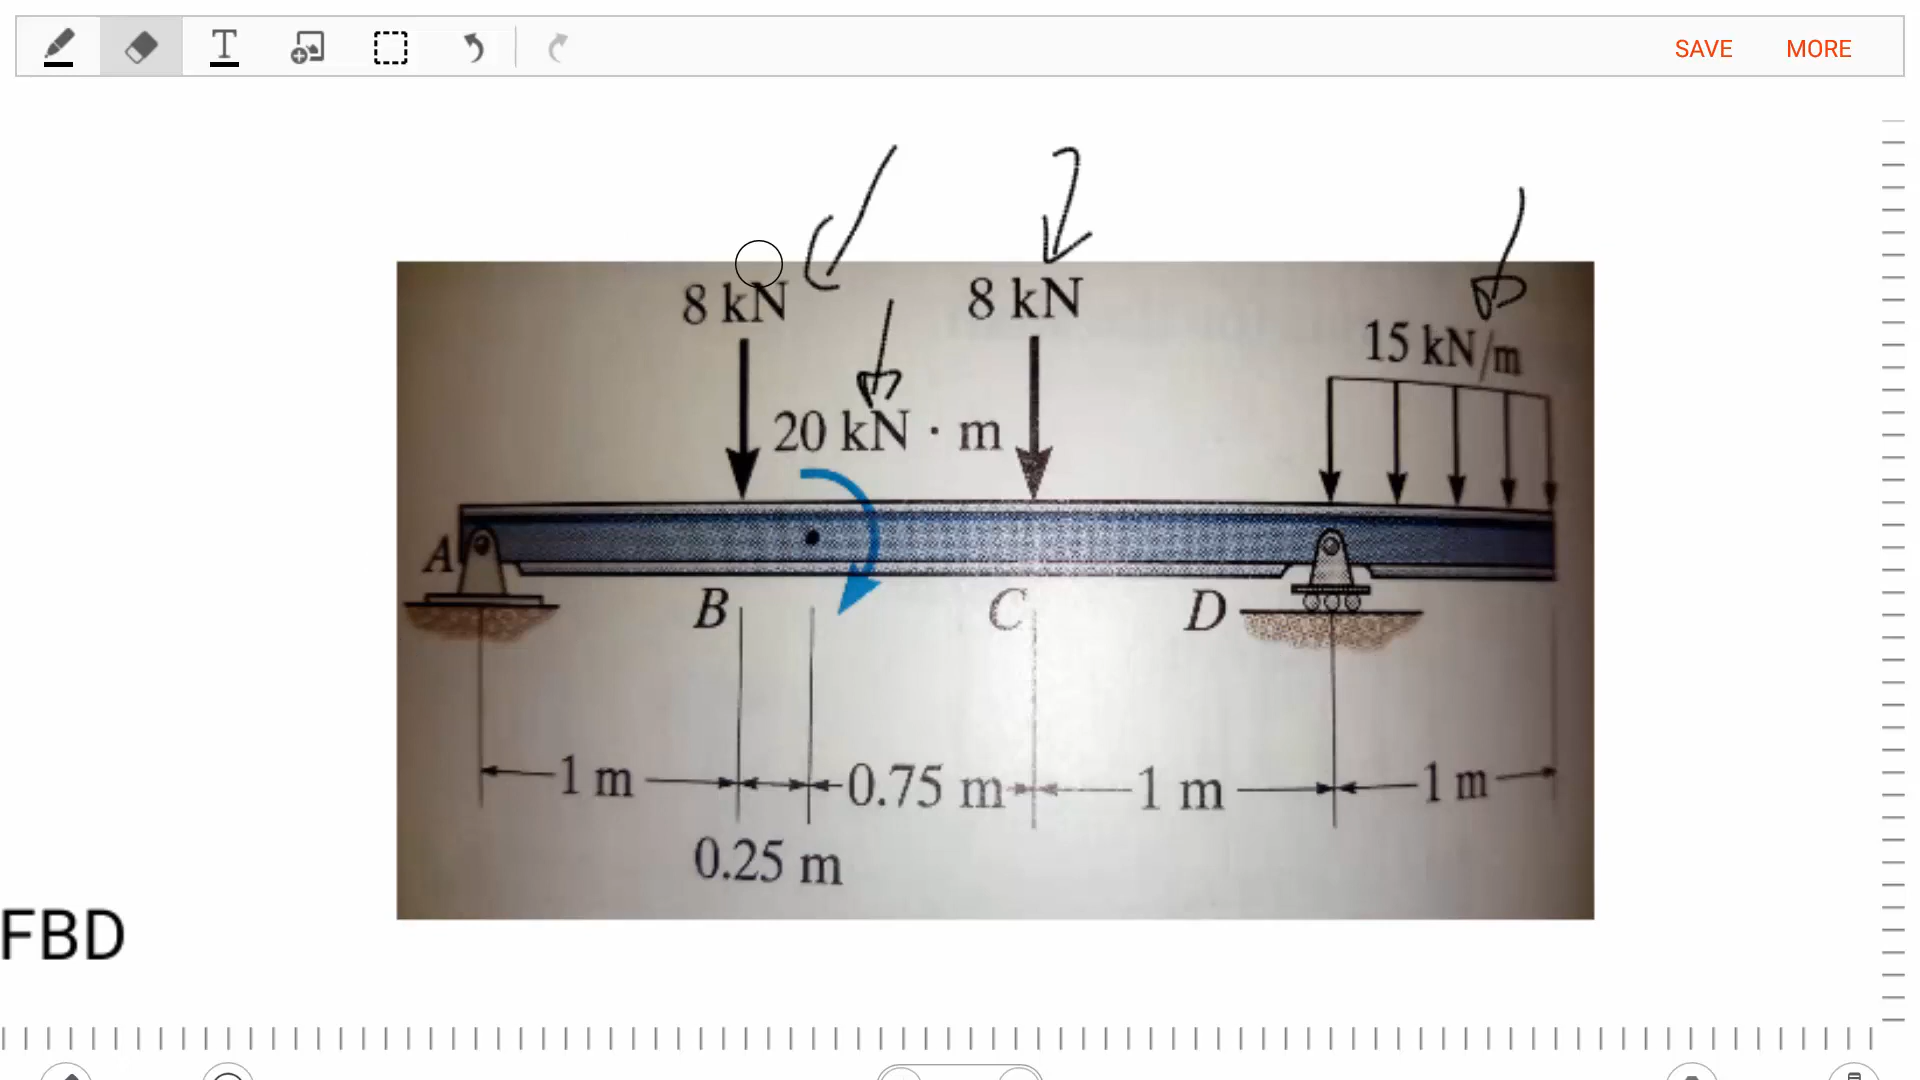 T SAVE MORE
8 kN 8 kN
15 kN/m
20 kN · m
A
B C D
1 m 0.75 m 1 m 1 m
0.25 m
FBD